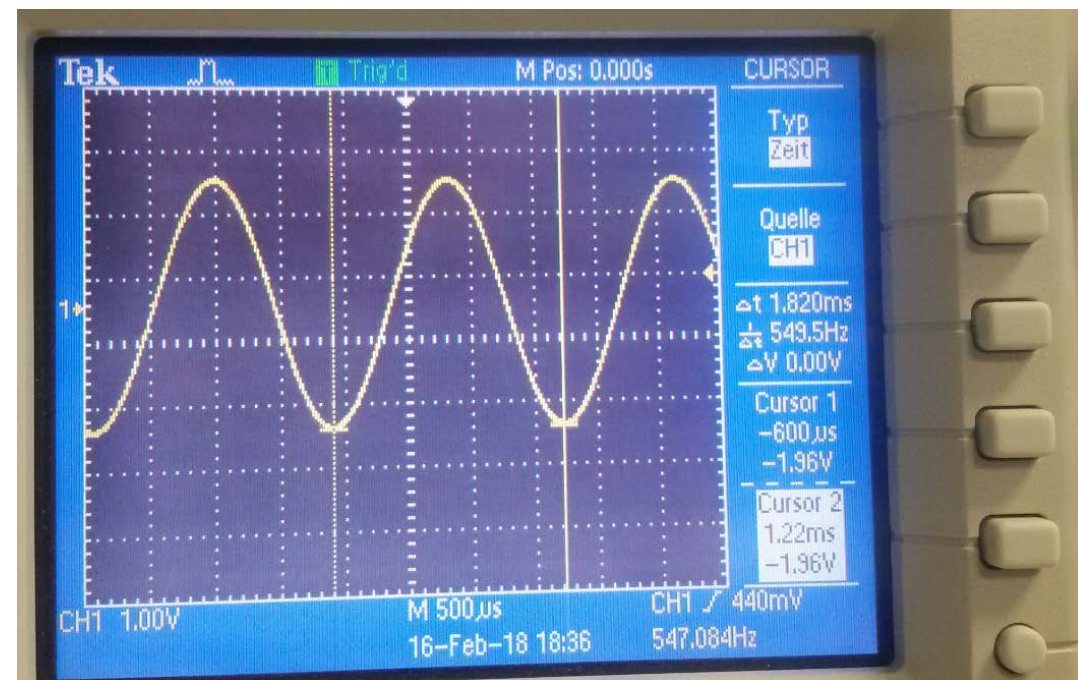 Tek Trig'd M Pos: 0.000s CURSOR
Typ
Zeit
Quelle
CH1
Δt 1.820ms
1/Δt 549.5Hz
ΔV 0.00V
Cursor 1
-600µs
-1.96V
Cursor 2
1.22ms
-1.96V
1
CH1 1.00V M 500µs CH1 440mV
16-Feb-18 18:36 547.084Hz